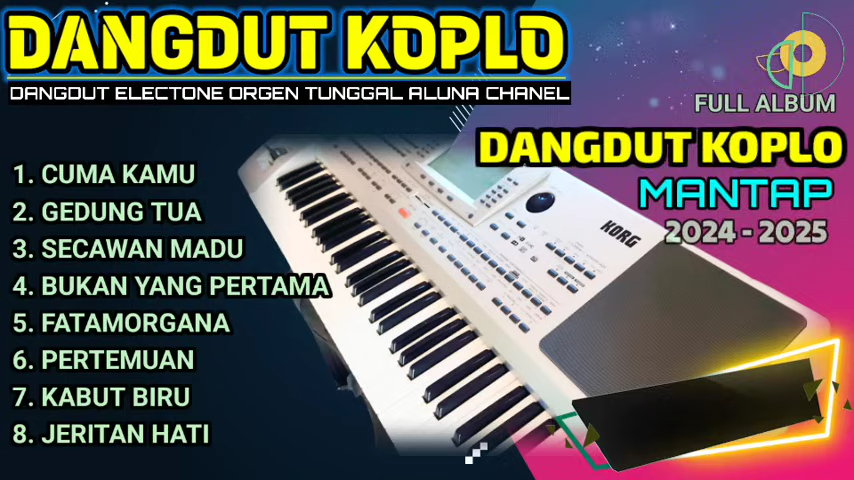 DANGDUT KOPLO
DANGDUT ELECTONE ORGEN TUNGGAL ALUNA CHANEL
FULL ALBUM
DANGDUT KOPLO
MANTAP
2024 - 2025
1. CUMA KAMU
2. GEDUNG TUA
3. SECAWAN MADU
4. BUKAN YANG PERTAMA
5. FATAMORGANA
6. PERTEMUAN
7. KABUT BIRU
8. JERITAN HATI
KORG